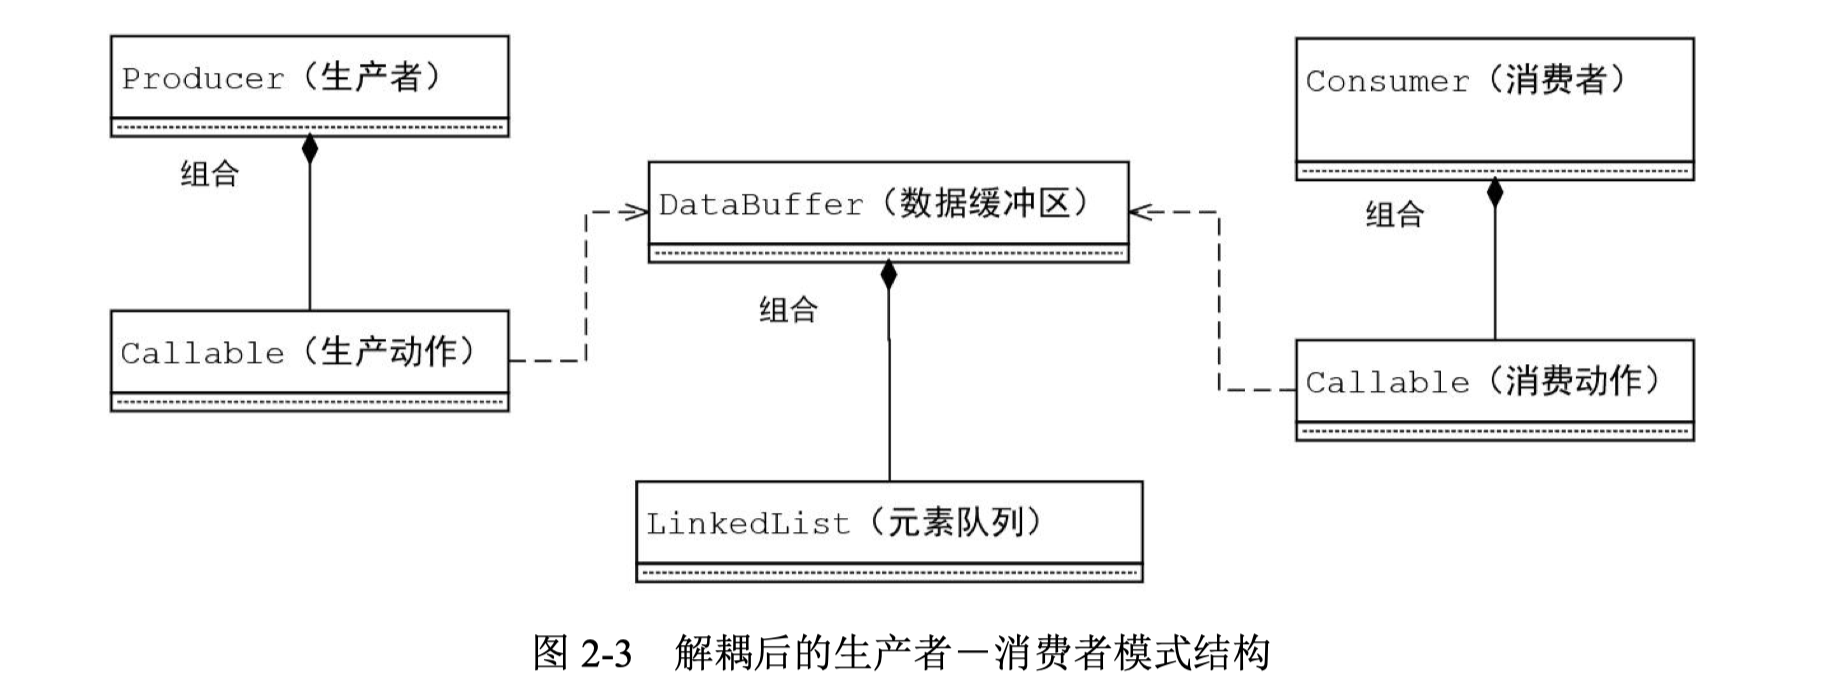 Producer（生产者）
组合
Callable（生产动作）
DataBuffer（数据缓冲区）
组合
LinkedList（元素队列）
Consumer（消费者）
组合
Callable（消费动作）
图 2-3 解耦后的生产者－消费者模式结构